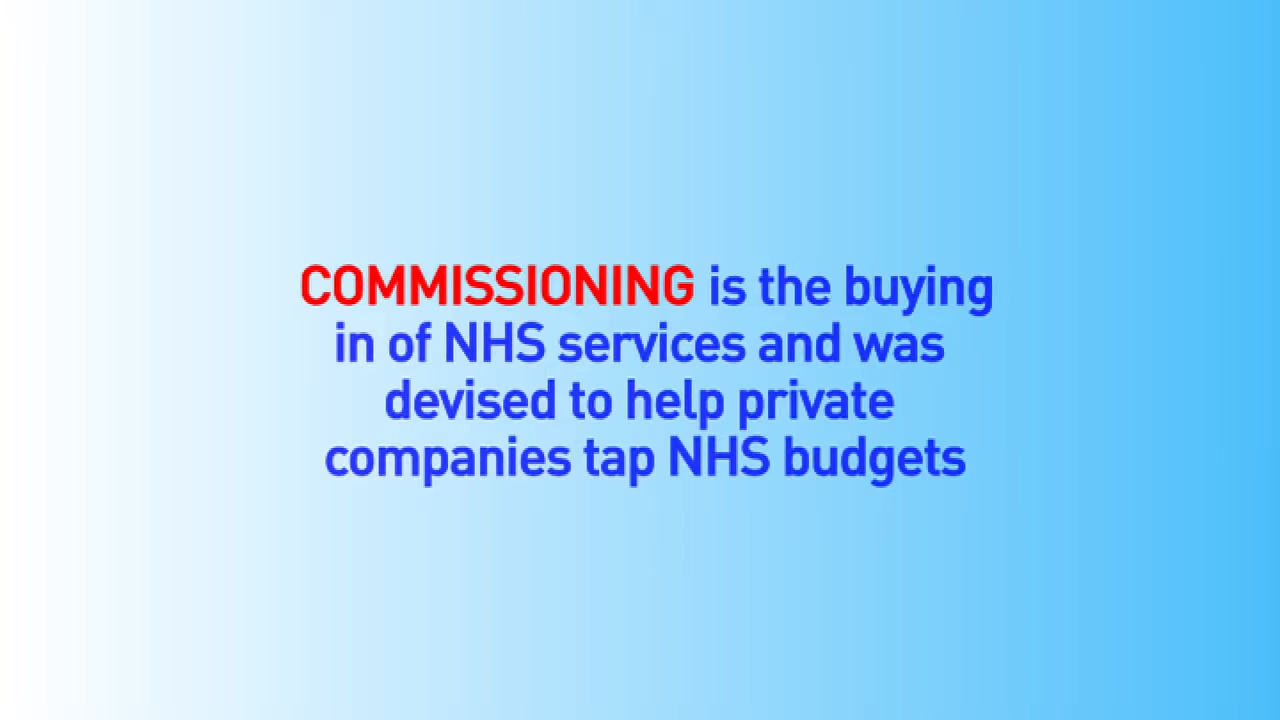 COMMISSIONING is the buying
in of NHS services and was
devised to help private
companies tap NHS budgets